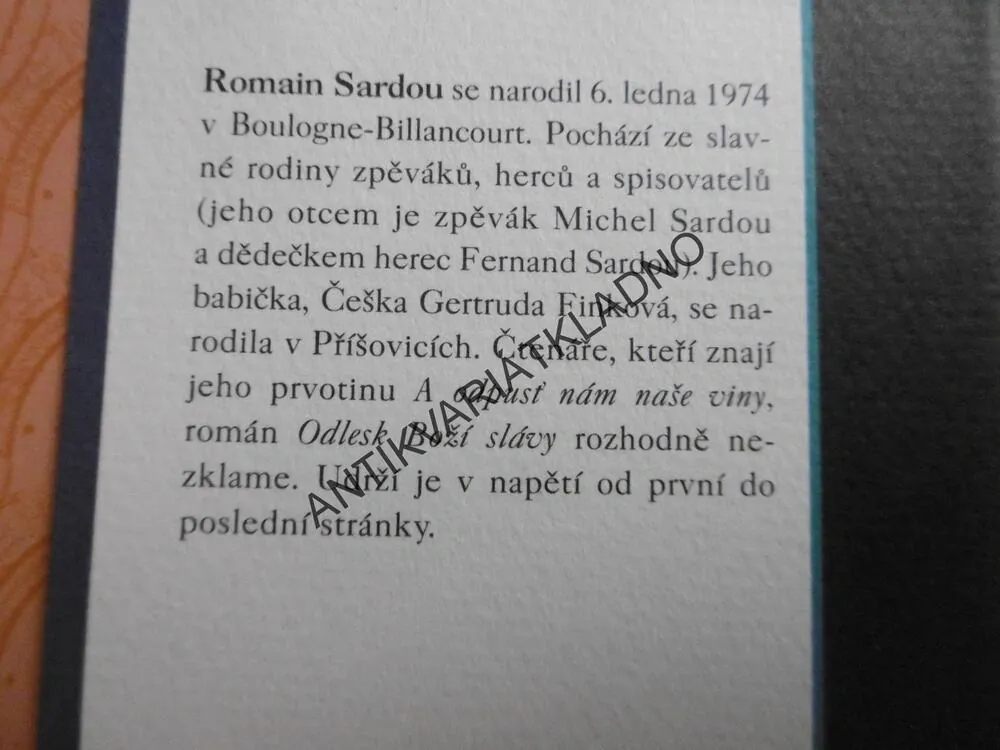 Romain Sardou se narodil 6. ledna 1974
v Boulogne-Billancourt. Pochází ze slav-
né rodiny zpěváků, herců a spisovatelů
(jeho otcem je zpěvák Michel Sardou
a dědečkem herec Fernand Sardou). Jeho
babička, Češka Gertruda Finková, se na-
rodila v Příšovicích. Čtenáře, kteří znají
jeho prvotinu A odpusť nám naše viny,
román Odlesk Boží slávy rozhodně ne-
zklame. Udrží je v napětí od první do
poslední stránky.
ANTIKVARIATKLADNO